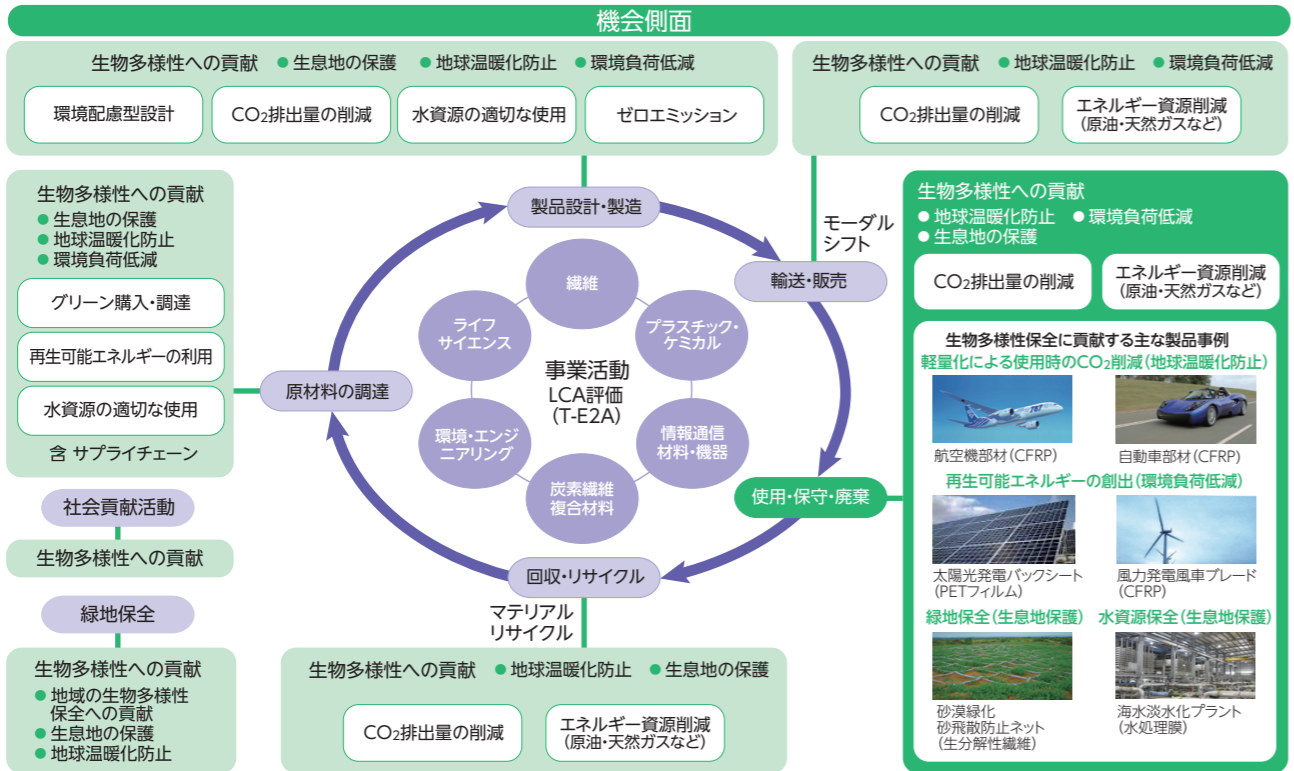 機会側面
生物多様性への貢献 ●生息地の保護 ●地球温暖化防止 ●環境負荷低減
環境配慮型設計
CO2排出量の削減
水資源の適切な使用
ゼロエミッション
生物多様性への貢献 ●地球温暖化防止 ●環境負荷低減
CO2排出量の削減
エネルギー資源削減
(原油・天然ガスなど)
生物多様性への貢献
●生息地の保護
●地球温暖化防止
●環境負荷低減
グリーン購入・調達
再生可能エネルギーの利用
水資源の適切な使用
含 サプライチェーン
製品設計・製造
モーダル
シフト
輸送・販売
原材料の調達
繊維
ライフ
サイエンス
プラスチック・
ケミカル
事業活動
LCA評価
(T-E2A)
環境・エンジ
ニアリング
情報通信
材料・機器
炭素繊維
複合材料
使用・保守・廃棄
回収・リサイクル
マテリアル
リサイクル
生物多様性への貢献
●地球温暖化防止 ●環境負荷低減
●生息地の保護
CO2排出量の削減
エネルギー資源削減
(原油・天然ガスなど)
生物多様性保全に貢献する主な製品事例
軽量化による使用時のCO2削減(地球温暖化防止)
787
航空機部材(CFRP)
自動車部材(CFRP)
再生可能エネルギーの創出(環境負荷低減)
太陽光発電バックシート
(PETフィルム)
風力発電風車ブレード
(CFRP)
緑地保全(生息地保護)
水資源保全(生息地保護)
砂漠緑化
砂飛散防止ネット
(生分解性繊維)
海水淡水化プラント
(水処理膜)
社会貢献活動
生物多様性への貢献
緑地保全
生物多様性への貢献
●地域の生物多様性
保全への貢献
●生息地の保護
●地球温暖化防止
生物多様性への貢献 ●地球温暖化防止 ●生息地の保護
CO2排出量の削減
エネルギー資源削減
(原油・天然ガスなど)